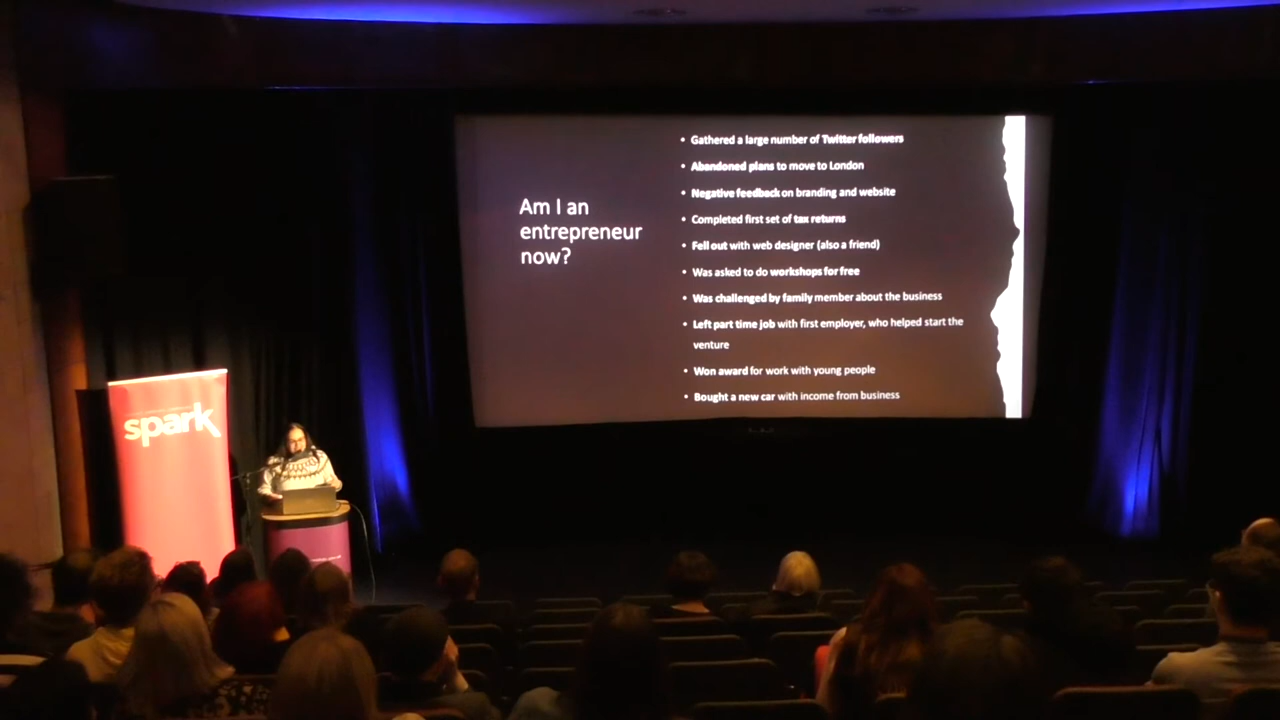 Am I an
entrepreneur
now?
• Gathered a large number of Twitter followers
• Abandoned plans to move to London
• Negative feedback on branding and website
• Completed first set of tax returns
• Fell out with web designer (also a friend)
• Was asked to do workshops for free
• Was challenged by family member about the business
• Left part time job with first employer, who helped start the
venture
• Won award for work with young people
• Bought a new car with income from business
spark